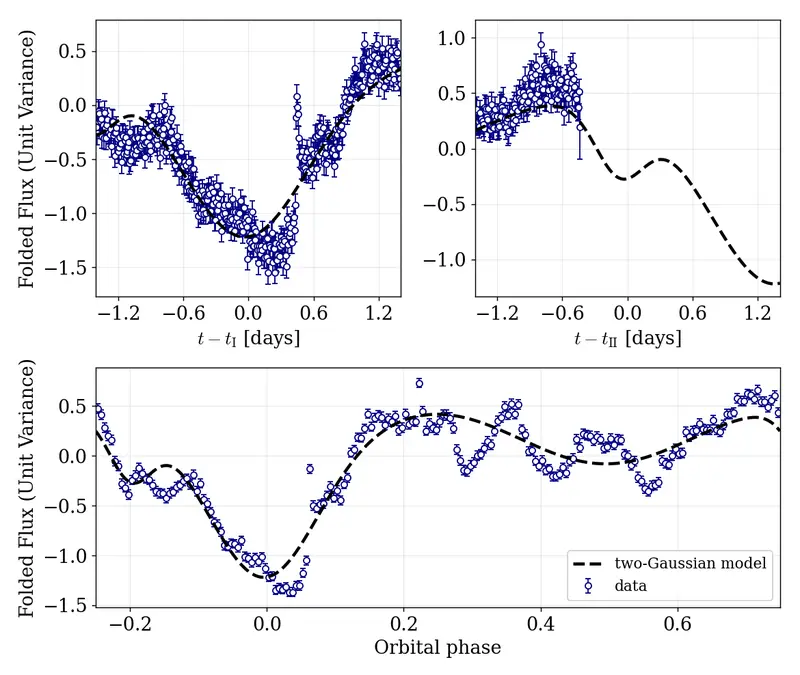 Folded Flux (Unit Variance)
0.5
0.0
−0.5
−1.0
−1.5
−1.2 −0.6 0.0 0.6 1.2
t − t_I [days]
1.0
0.5
0.0
−0.5
−1.0
−1.2 −0.6 0.0 0.6 1.2
t − t_II [days]
Folded Flux (Unit Variance)
0.5
0.0
−0.5
−1.0
−1.5
two-Gaussian model
data
−0.2 0.0 0.2 0.4 0.6
Orbital phase